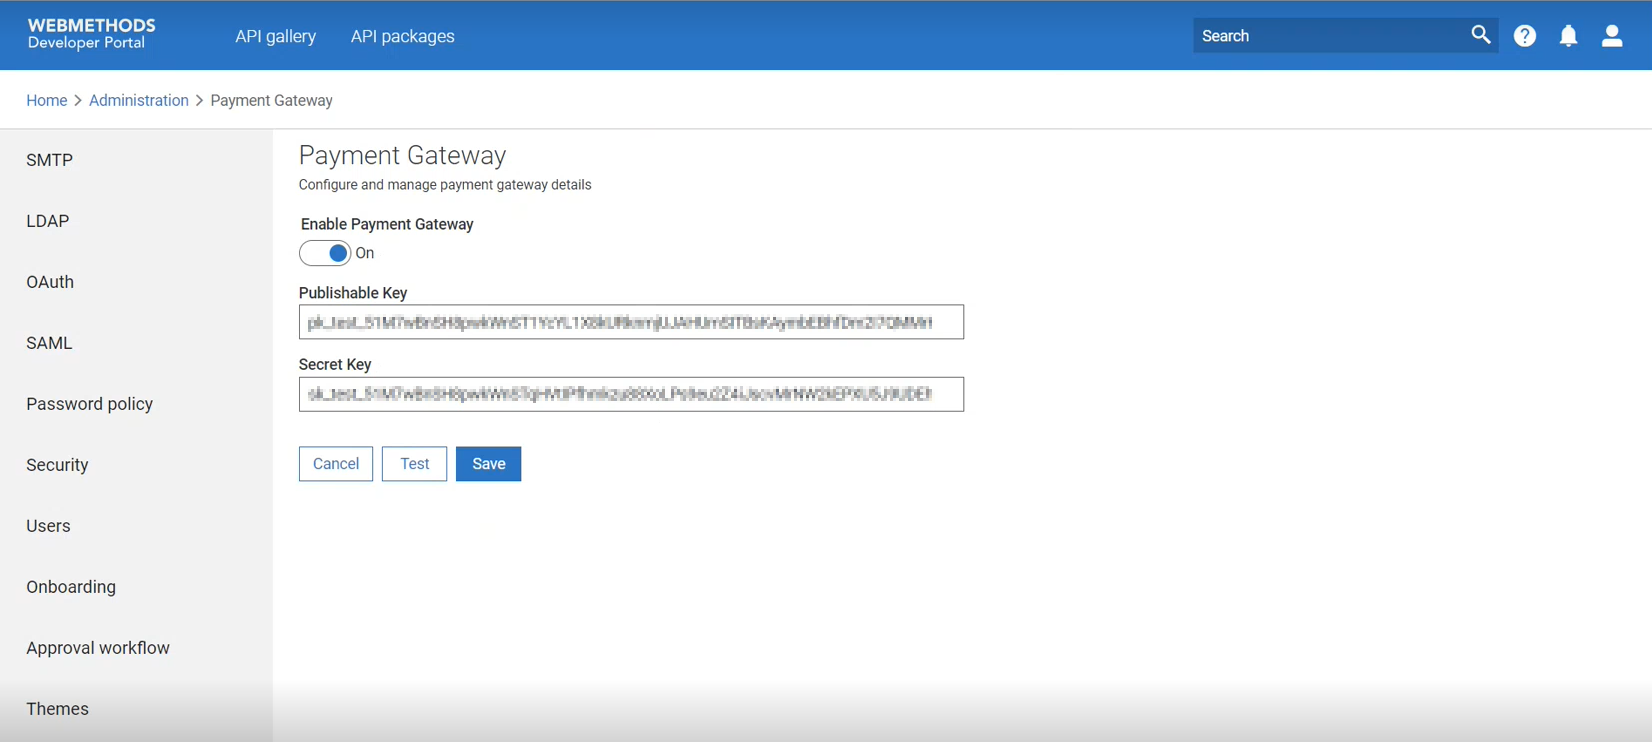 WEBMETHODS
Developer Portal
API gallery
API packages
Search
Home > Administration > Payment Gateway
SMTP
LDAP
OAuth
SAML
Password policy
Security
Users
Onboarding
Approval workflow
Themes
Payment Gateway
Configure and manage payment gateway details
Enable Payment Gateway
On
Publishable Key
Secret Key
Cancel
Test
Save